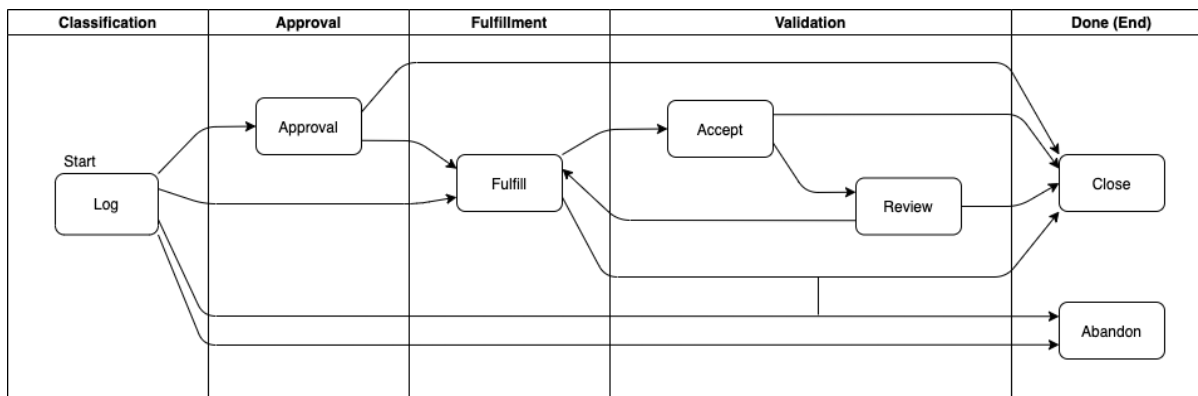 Classification
Approval
Fulfillment
Validation
Done (End)
Start
Log
Approval
Fulfill
Accept
Review
Close
Abandon